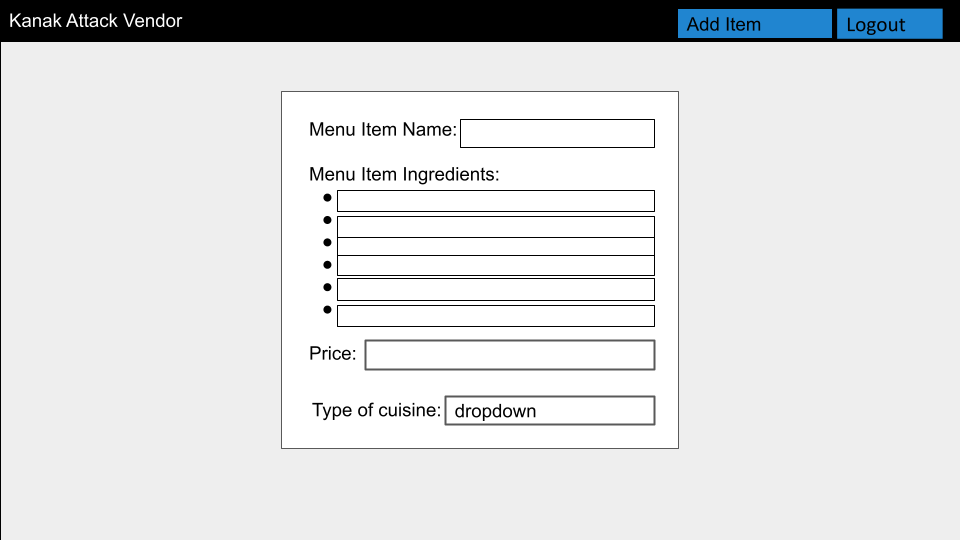 Kanak Attack Vendor
Add Item
Logout
Menu Item Name:
Menu Item Ingredients:
Price:
Type of cuisine:
dropdown